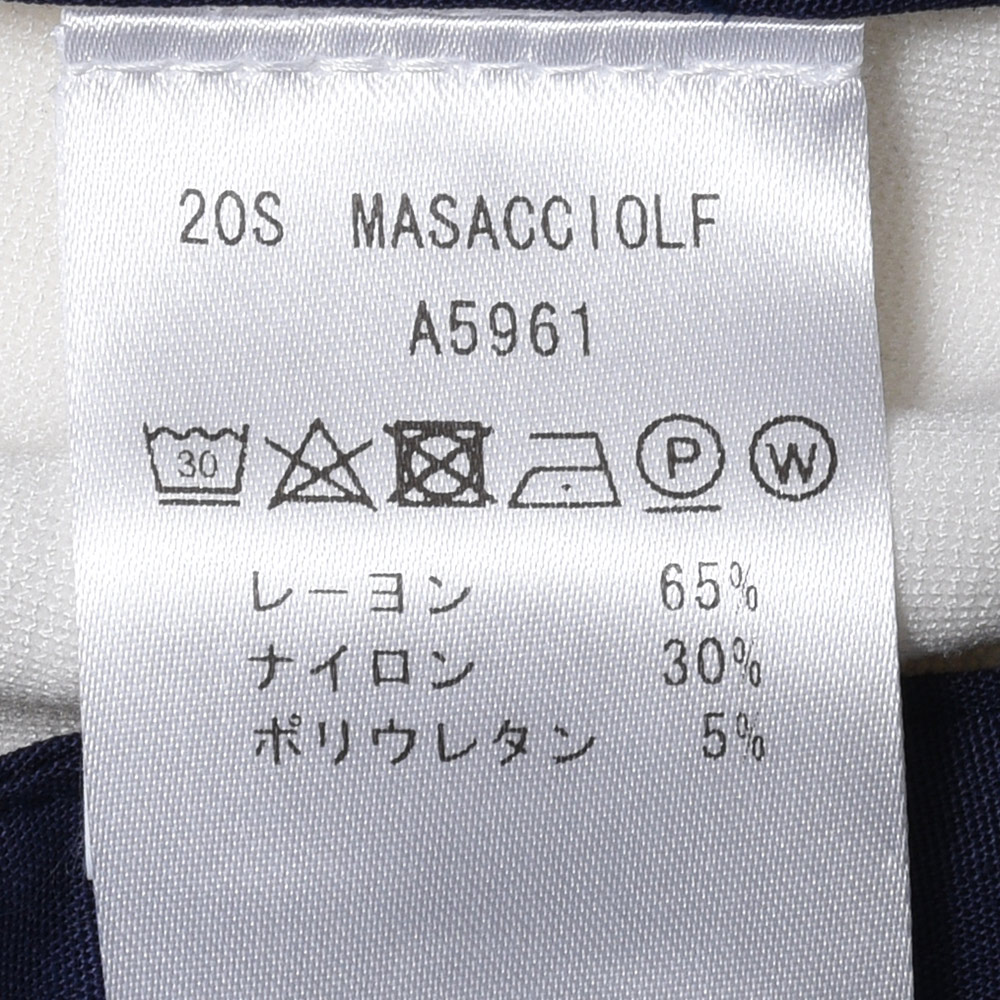 20S MASACCIOLF
A5961
30 P W
レーヨン 65%
ナイロン 30%
ポリウレタン 5%